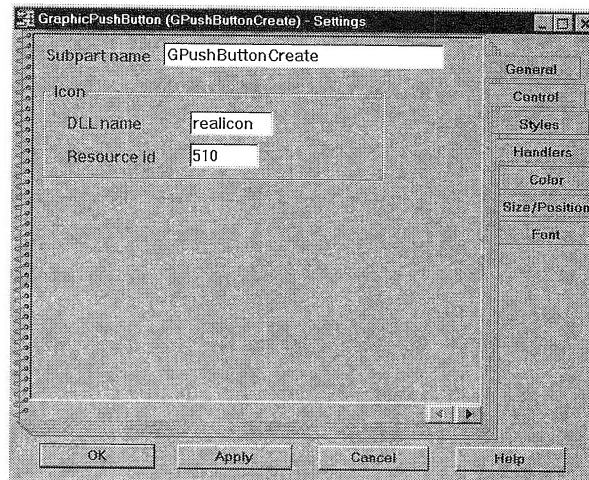 GraphicPushButton (GPushButtonCreate) - Settings
Subpart name GPushButtonCreate
Icon
DLL name realicon
Resource id 510
General
Control
Styles
Handlers
Color
Size/Position
Font
OK Apply Cancel Help